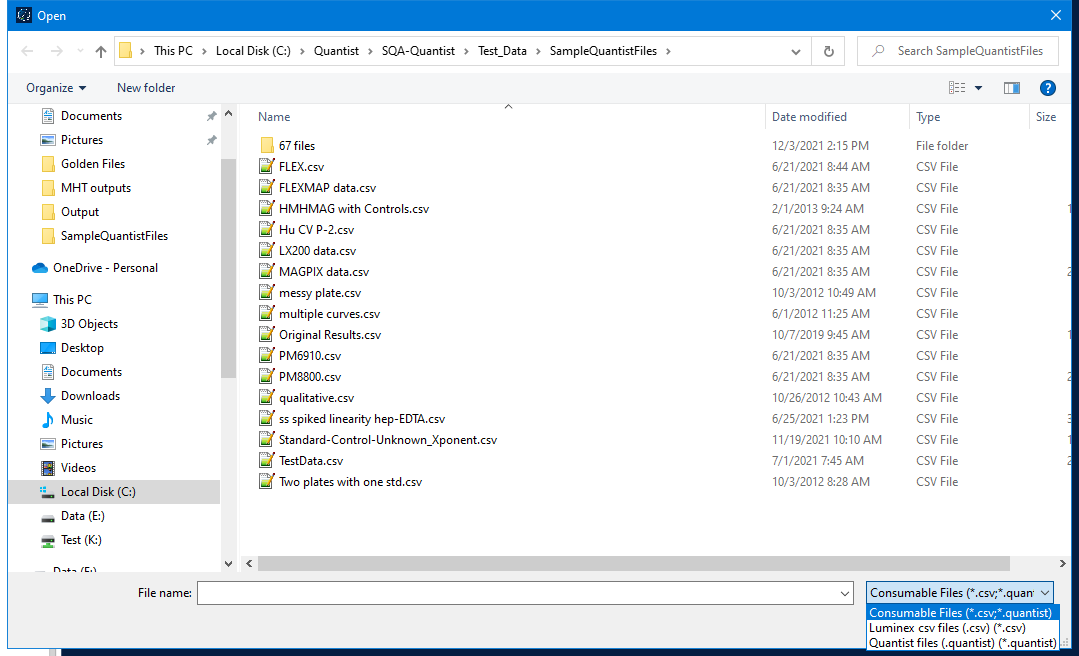 Open
This PC > Local Disk (C:) > Quantist > SQA-Quantist > Test_Data > SampleQuantistFiles >
Search SampleQuantistFiles
Organize
New folder
?
Documents
Pictures
Golden Files
MHT outputs
Output
SampleQuantistFiles
OneDrive - Personal
This PC
3D Objects
Desktop
Documents
Downloads
Music
Pictures
Videos
Local Disk (C:)
Data (E:)
Test (K:)
Name Date modified Type Size
67 files 12/3/2021 2:15 PM File folder
FLEX.csv 6/21/2021 8:44 AM CSV File
FLEXMAP data.csv 6/21/2021 8:35 AM CSV File
HMHMAG with Controls.csv 2/1/2013 9:24 AM CSV File 1
Hu CV P-2.csv 6/21/2021 8:35 AM CSV File
LX200 data.csv 6/21/2021 8:35 AM CSV File
MAGPIX data.csv 6/21/2021 8:35 AM CSV File 2
messy plate.csv 10/3/2012 10:49 AM CSV File
multiple curves.csv 6/1/2012 11:25 AM CSV File
Original Results.csv 10/7/2019 9:45 AM CSV File 1
PM6910.csv 6/21/2021 8:35 AM CSV File
PM8800.csv 6/21/2021 8:35 AM CSV File 2
qualitative.csv 10/26/2012 10:43 AM CSV File
ss spiked linearity hep-EDTA.csv 6/25/2021 1:23 PM CSV File 3
Standard-Control-Unknown_Xponent.csv 11/19/2021 10:10 AM CSV File 1
TestData.csv 7/1/2021 7:45 AM CSV File 2
Two plates with one std.csv 10/3/2012 8:28 AM CSV File
File name:
Consumable Files (*.csv;*.quant
Consumable Files (*.csv;*.quantist)
Luminex csv files (.csv) (*.csv)
Quantist files (.quantist) (*.quantist)